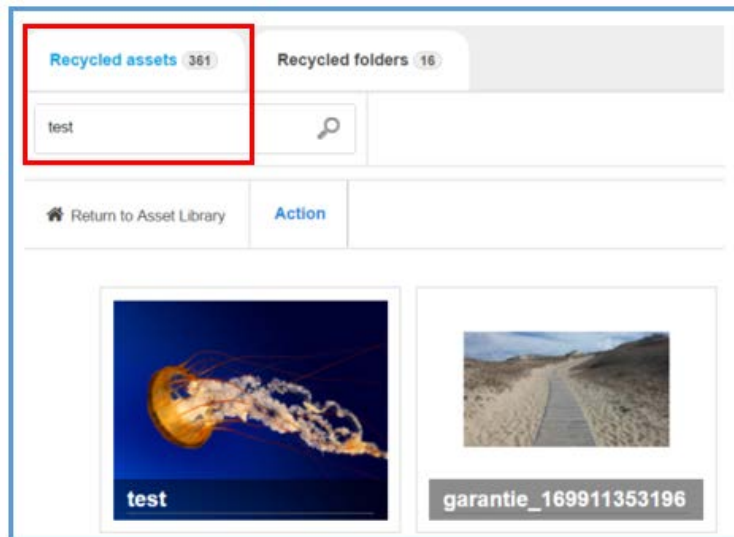 Recycled assets 361 Recycled folders 16
test
Return to Asset Library Action
test garantie_169911353196